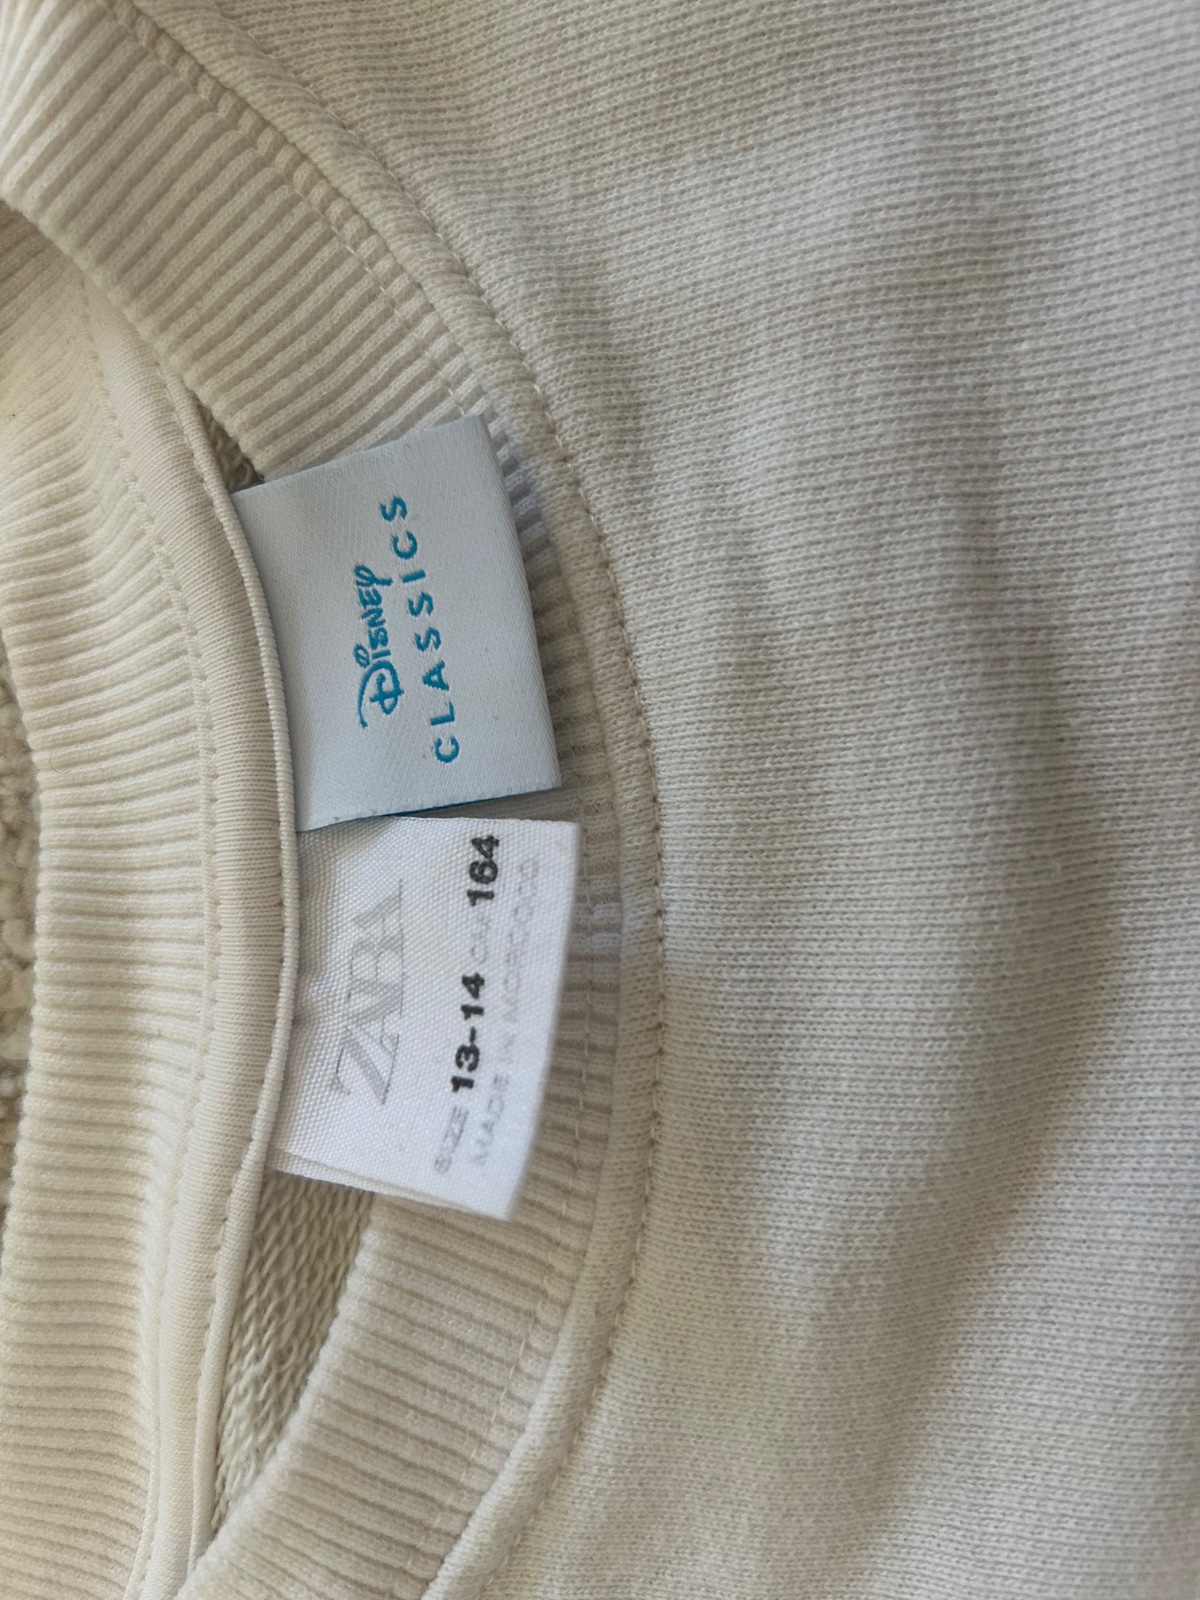 Disney
CLASSICS
ZARA
SIZE 13-14 CM 164
MADE IN MOROCCO